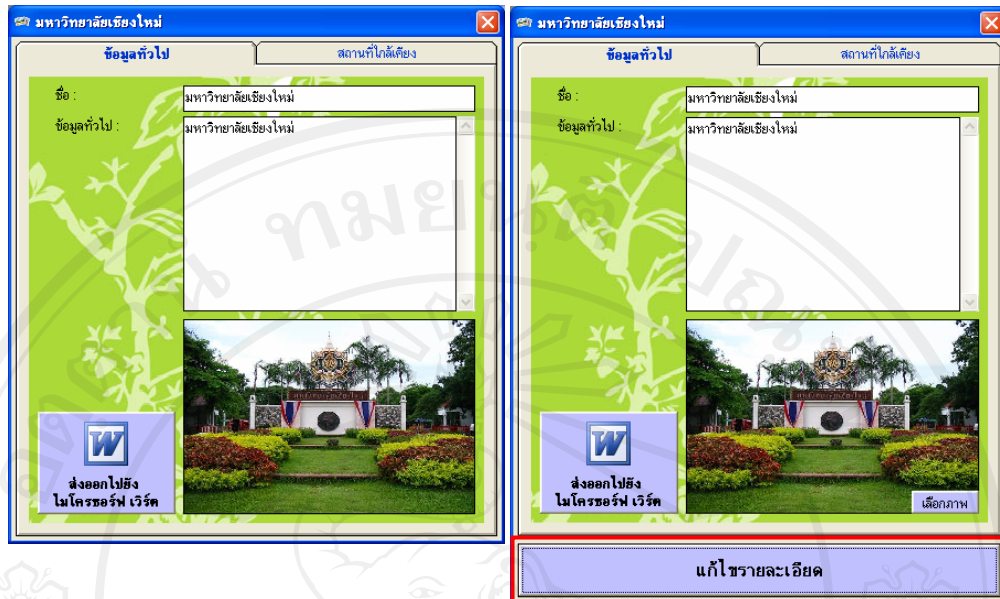 มหาวิทยาลัยเชียงใหม่
ข้อมูลทั่วไป
สถานที่ใกล้เคียง
ชื่อ :
มหาวิทยาลัยเชียงใหม่
ข้อมูลทั่วไป :
มหาวิทยาลัยเชียงใหม่
ส่งออกไปยัง
ไมโครซอร์ฟ เวิร์ด
มหาวิทยาลัยเชียงใหม่
ข้อมูลทั่วไป
สถานที่ใกล้เคียง
ชื่อ :
มหาวิทยาลัยเชียงใหม่
ข้อมูลทั่วไป :
มหาวิทยาลัยเชียงใหม่
ส่งออกไปยัง
ไมโครซอร์ฟ เวิร์ด
เลือกภาพ
แก้ไขรายละเอียด